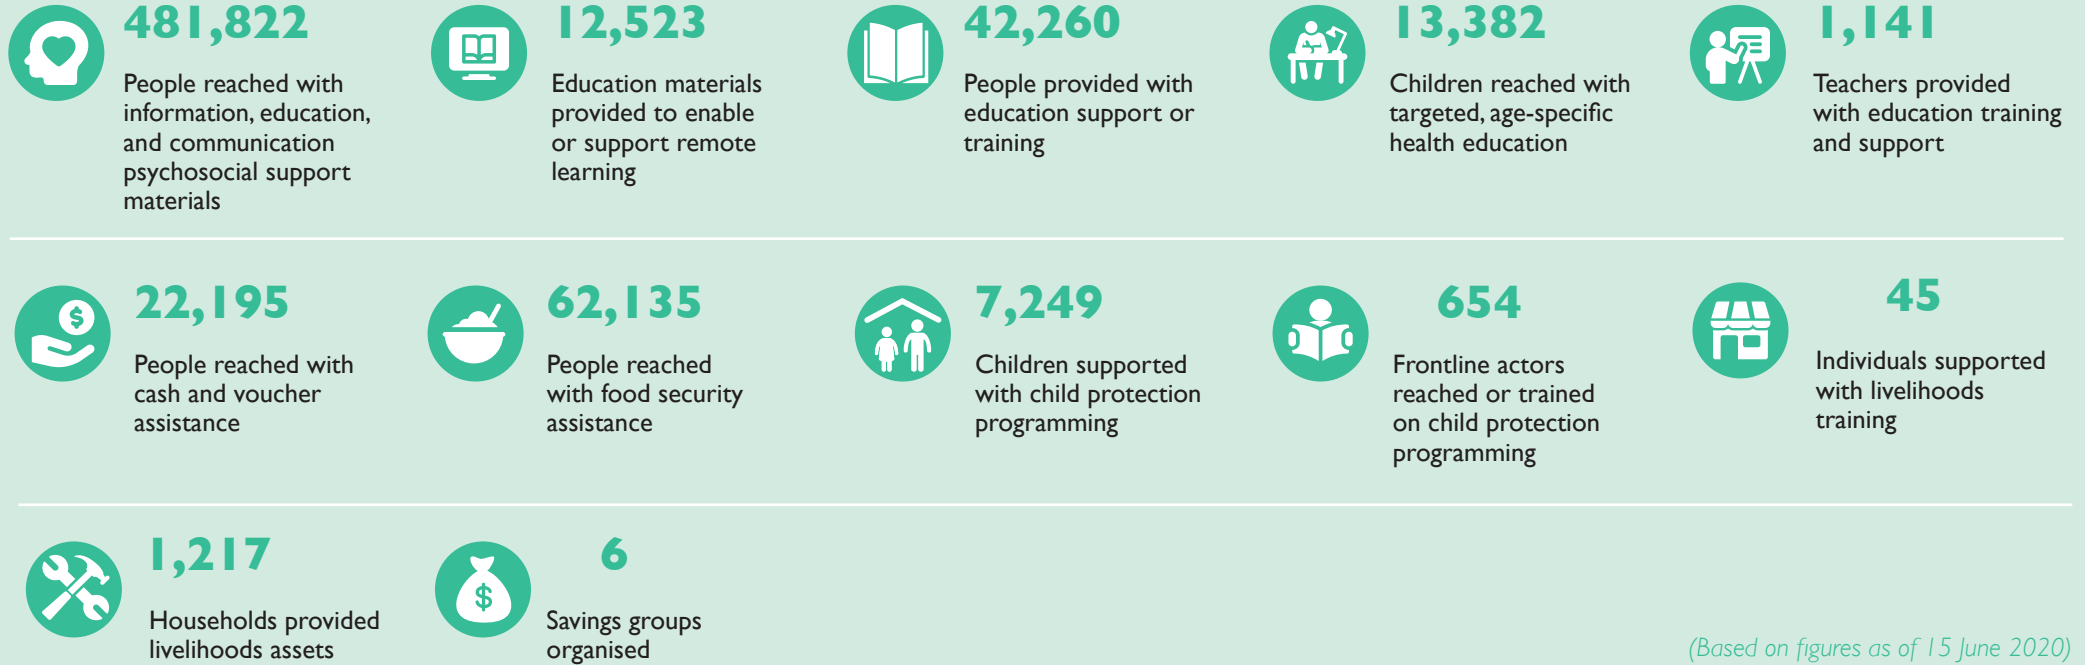 481,822
People reached with
information, education,
and communication
psychosocial support
materials
12,523
Education materials
provided to enable
or support remote
learning
42,260
People provided with
education support or
training
13,382
Children reached with
targeted, age-specific
health education
1,141
Teachers provided
with education training
and support
22,195
People reached with
cash and voucher
assistance
62,135
People reached
with food security
assistance
7,249
Children supported
with child protection
programming
654
Frontline actors
reached or trained
on child protection
programming
45
Individuals supported
with livelihoods
training
1,217
Households provided
livelihoods assets
6
Savings groups
organised
(Based on figures as of 15 June 2020)